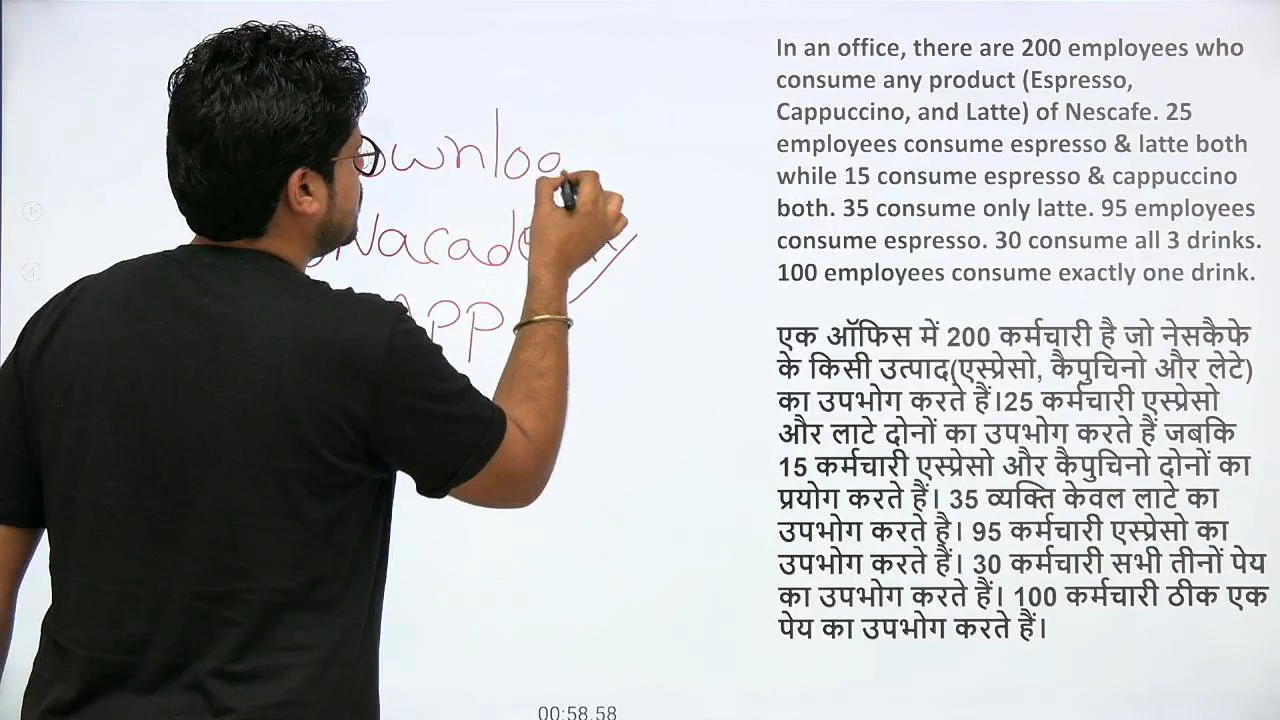 ownloa
Nacademy
App
In an office, there are 200 employees who
consume any product (Espresso,
Cappuccino, and Latte) of Nescafe. 25
employees consume espresso & latte both
while 15 consume espresso & cappuccino
both. 35 consume only latte. 95 employees
consume espresso. 30 consume all 3 drinks.
100 employees consume exactly one drink.
एक ऑफिस में 200 कर्मचारी है जो नेसकैफे
के किसी उत्पाद(एस्प्रेसो, कैपुचिनो और लेटे)
का उपभोग करते हैं।25 कर्मचारी एस्प्रेसो
और लाटे दोनों का उपभोग करते हैं जबकि
15 कर्मचारी एस्प्रेसो और कैपुचिनो दोनों का
प्रयोग करते हैं। 35 व्यक्ति केवल लाटे का
उपभोग करते है। 95 कर्मचारी एस्प्रेसो का
उपभोग करते हैं। 30 कर्मचारी सभी तीनों पेय
का उपभोग करते हैं। 100 कर्मचारी ठीक एक
पेय का उपभोग करते हैं।
00:58.58